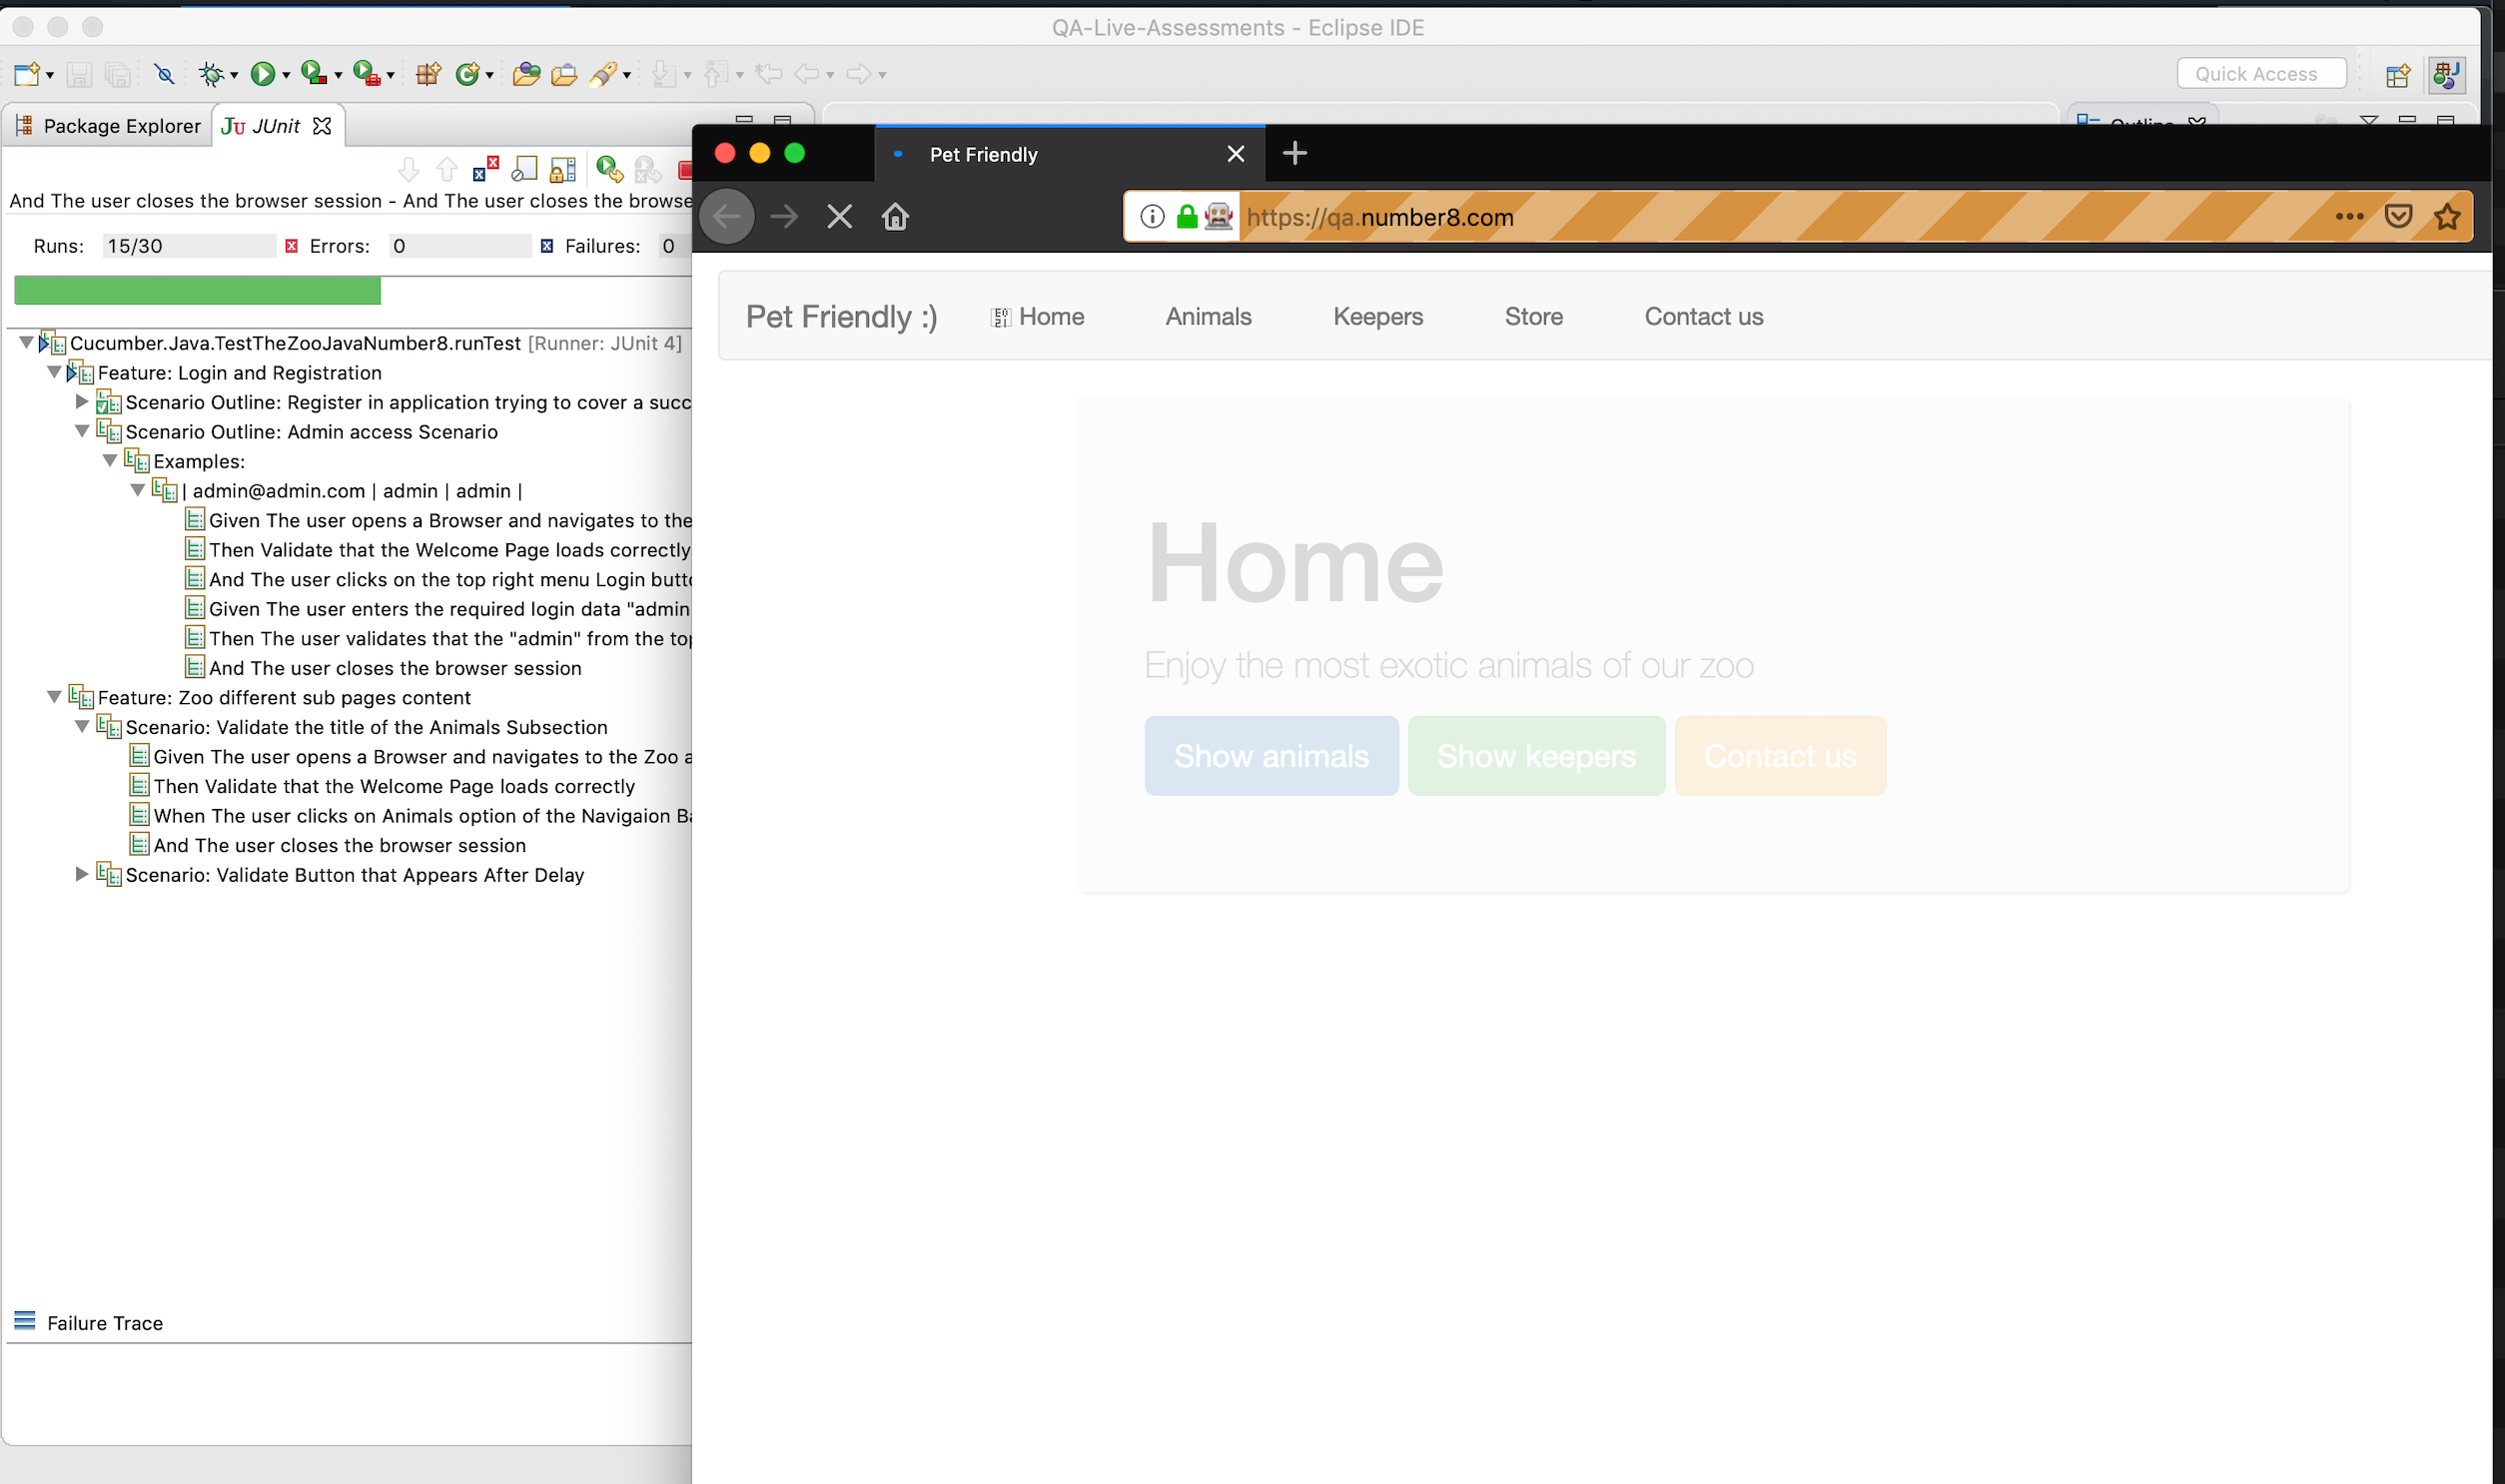 QA-Live-Assessments - Eclipse IDE
Quick Access
Package Explorer
JU JUnit
Outline
And The user closes the browser session - And The user closes the browse
Runs: 15/30 Errors: 0 Failures: 0
Cucumber.Java.TestTheZooJavaNumber8.runTest [Runner: JUnit 4]
Feature: Login and Registration
Scenario Outline: Register in application trying to cover a succ
Scenario Outline: Admin access Scenario
Examples:
| admin@admin.com | admin | admin |
Given The user opens a Browser and navigates to the
Then Validate that the Welcome Page loads correctly
And The user clicks on the top right menu Login butto
Given The user enters the required login data "admin
Then The user validates that the "admin" from the top
And The user closes the browser session
Feature: Zoo different sub pages content
Scenario: Validate the title of the Animals Subsection
Given The user opens a Browser and navigates to the Zoo a
Then Validate that the Welcome Page loads correctly
When The user clicks on Animals option of the Navigaion Ba
And The user closes the browser session
Scenario: Validate Button that Appears After Delay
Failure Trace
Pet Friendly
https://qa.number8.com
Pet Friendly :) Home Animals Keepers Store Contact us
Home
Enjoy the most exotic animals of our zoo
Show animals Show keepers Contact us